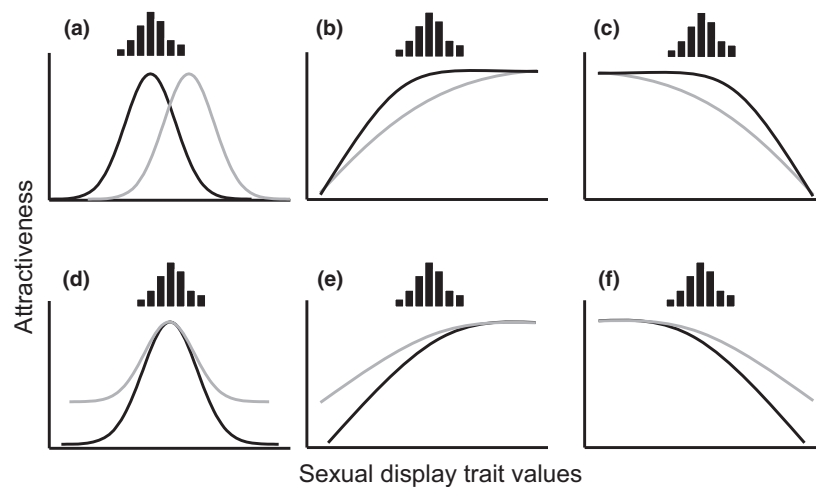 (a)
(b)
(c)
Attractiveness
(d)
(e)
(f)
Sexual display trait values